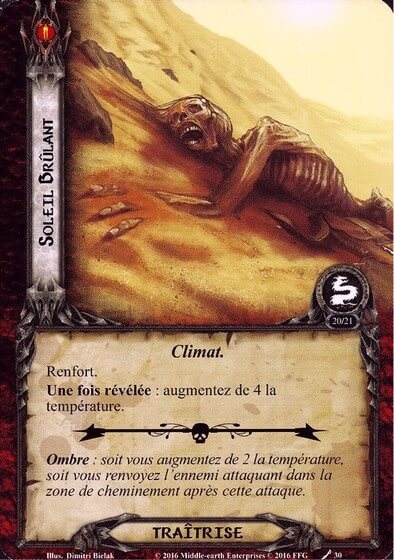 SOLEIL BRÛLANT
20/21
Climat.
Renfort.
Une fois révélée : augmentez de 4 la
température.
Ombre : soit vous augmentez de 2 la température,
soit vous renvoyez l'ennemi attaquant dans la
zone de cheminement après cette attaque.
TRAÎTRISE
Illus. Dimitri Bielak
© 2016 Middle-earth Enterprises © 2016 FFG
30